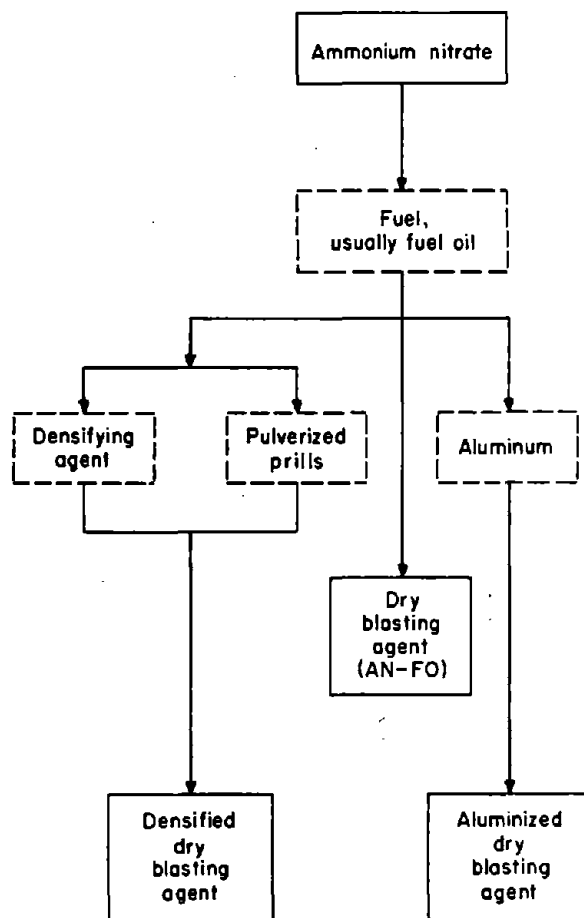 Ammonium nitrate
Fuel,
usually fuel oil
Densifying
agent
Pulverized
prills
Aluminum
Dry
blasting
agent
(AN-FO)
Densified
dry
blasting
agent
Aluminized
dry
blasting
agent